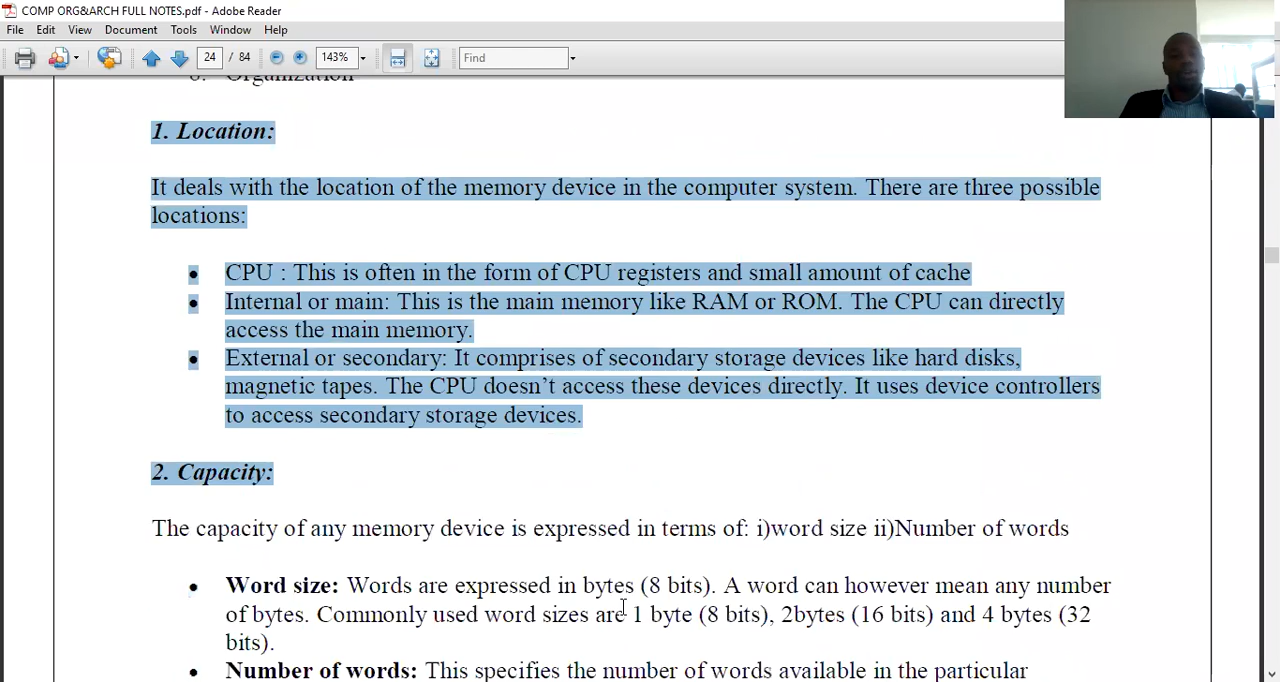 COMP ORG&ARCH FULL NOTES.pdf - Adobe Reader
File Edit View Document Tools Window Help
24 / 84 143% Find
Organization
1. Location:
It deals with the location of the memory device in the computer system. There are three possible
locations:
• CPU : This is often in the form of CPU registers and small amount of cache
• Internal or main: This is the main memory like RAM or ROM. The CPU can directly
access the main memory.
• External or secondary: It comprises of secondary storage devices like hard disks,
magnetic tapes. The CPU doesn’t access these devices directly. It uses device controllers
to access secondary storage devices.
2. Capacity:
The capacity of any memory device is expressed in terms of: i)word size ii)Number of words
• Word size: Words are expressed in bytes (8 bits). A word can however mean any number
of bytes. Commonly used word sizes are 1 byte (8 bits), 2bytes (16 bits) and 4 bytes (32
bits).
• Number of words: This specifies the number of words available in the particular